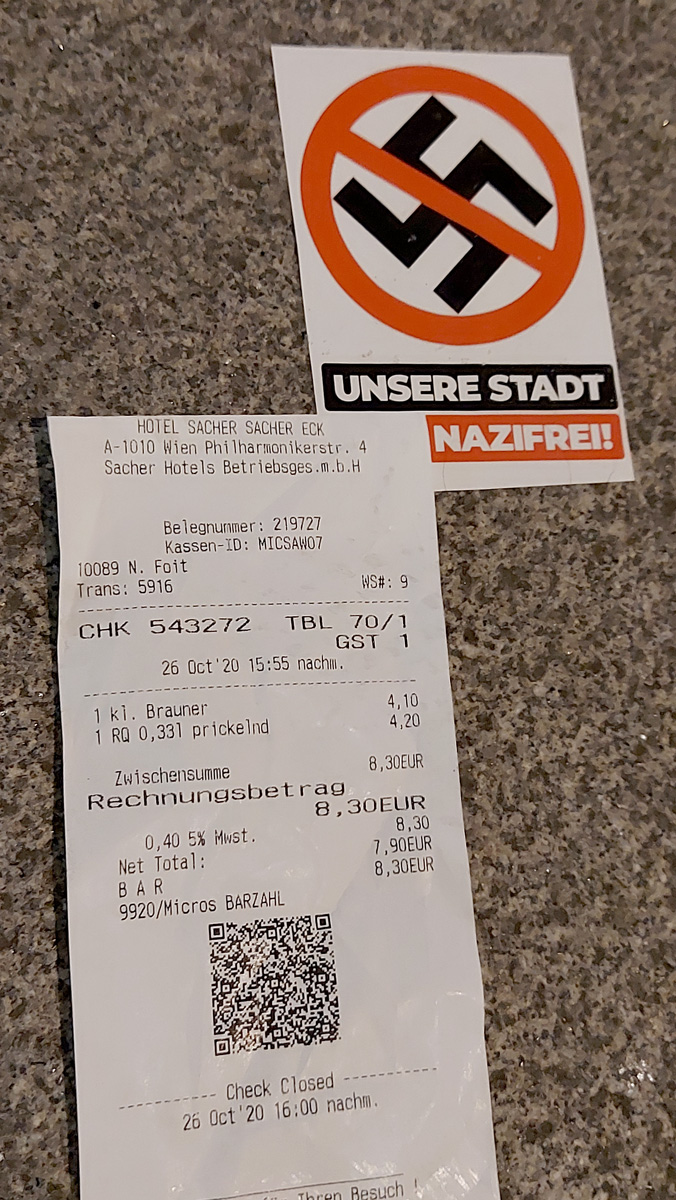 UNSERE STADT
NAZIFREI!
HOTEL SACHER SACHER ECK
A-1010 Wien Philharmonikerstr. 4
Sacher Hotels Betriebsges.m.b.H
Belegnummer: 219727
Kassen-ID: MICSAW07
10089 N. Foit
Trans: 5916 WS#: 9
CHK 543272 TBL 70/1
GST 1
26 Oct'20 15:55 nachm.
1 kl. Brauner 4,10
1 RQ 0,33l prickelnd 4,20
Zwischensumme 8,30EUR
Rechnungsbetrag
8,30EUR
0,40 5% Mwst. 8,30
Net Total: 7,90EUR
B A R 8,30EUR
9920/Micros BARZAHL
Check Closed
26 Oct'20 16:00 nachm.
Ihren Besuch !